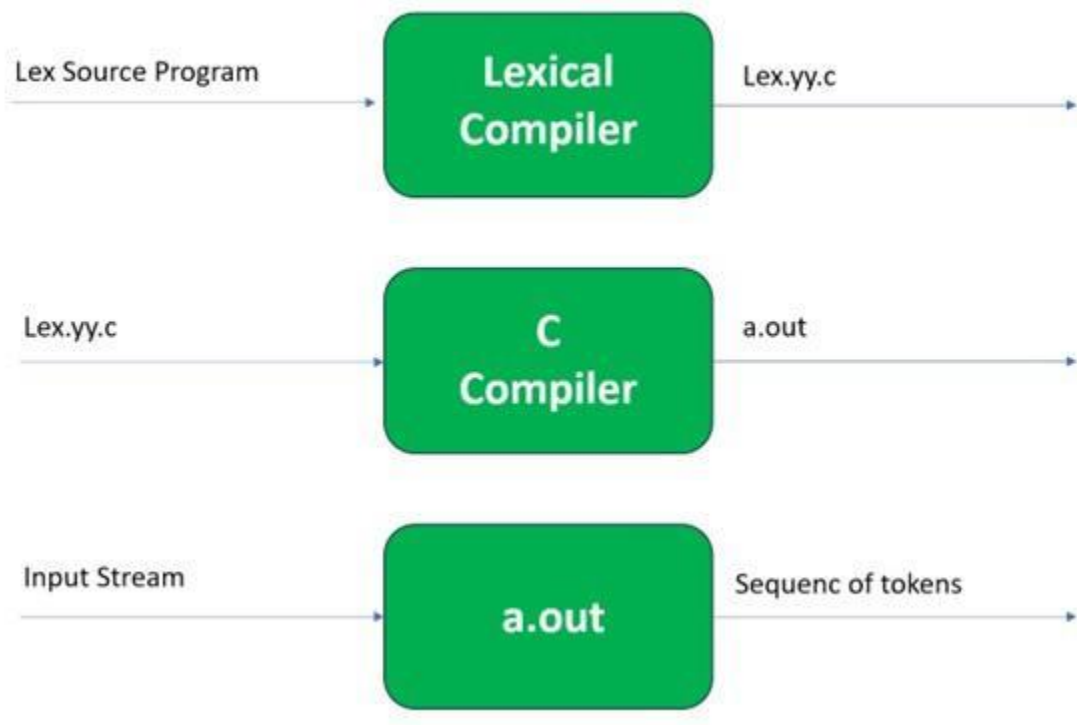 Lex Source Program
Lexical
Compiler
Lex.yy.c
Lex.yy.c
C
Compiler
a.out
Input Stream
a.out
Sequenc of tokens